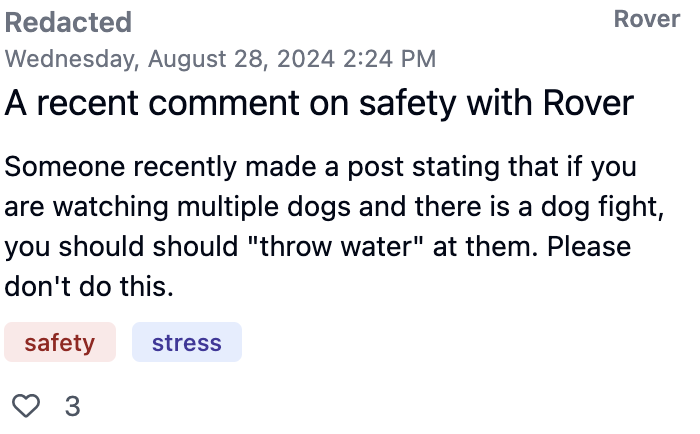 Redacted
Rover
Wednesday, August 28, 2024 2:24 PM
A recent comment on safety with Rover
Someone recently made a post stating that if you
are watching multiple dogs and there is a dog fight,
you should should "throw water" at them. Please
don't do this.
safety
stress
3